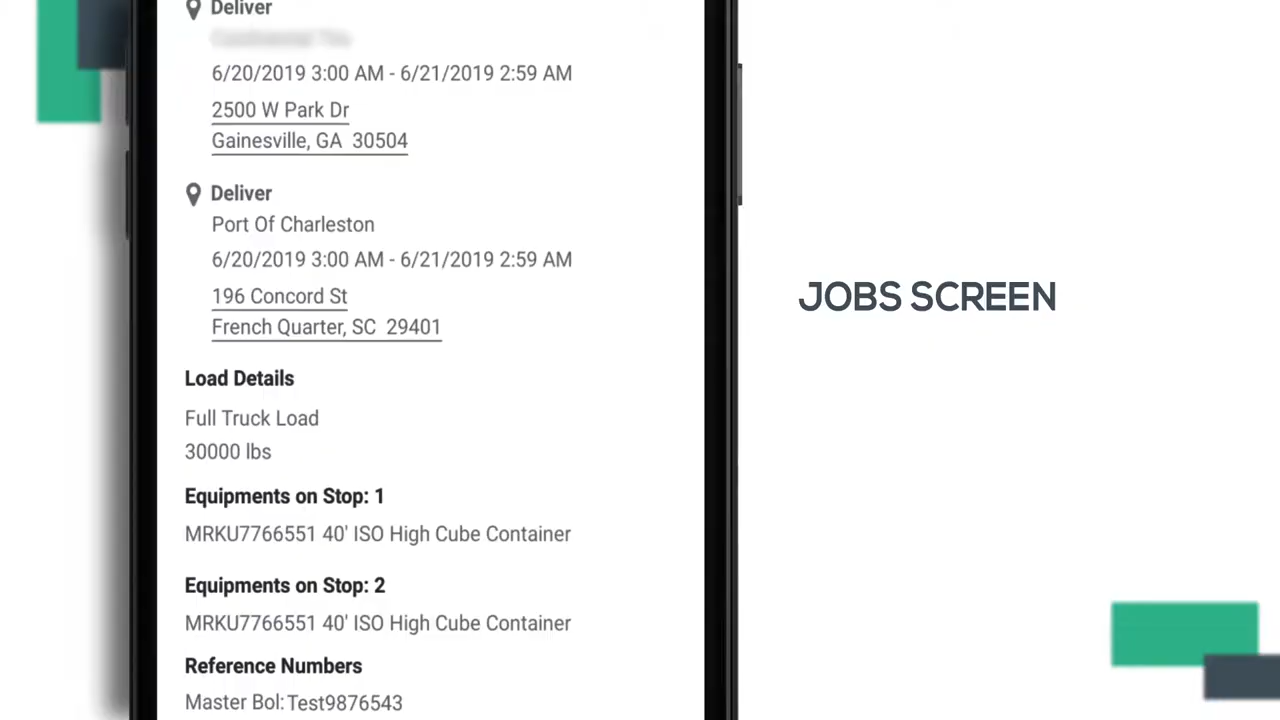 Deliver
6/20/2019 3:00 AM - 6/21/2019 2:59 AM
2500 W Park Dr
Gainesville, GA  30504
Deliver
Port Of Charleston
6/20/2019 3:00 AM - 6/21/2019 2:59 AM
196 Concord St
French Quarter, SC  29401
Load Details
Full Truck Load
30000 lbs
Equipments on Stop: 1
MRKU7766551 40' ISO High Cube Container
Equipments on Stop: 2
MRKU7766551 40' ISO High Cube Container
Reference Numbers
Master Bol: Test9876543
JOBS SCREEN